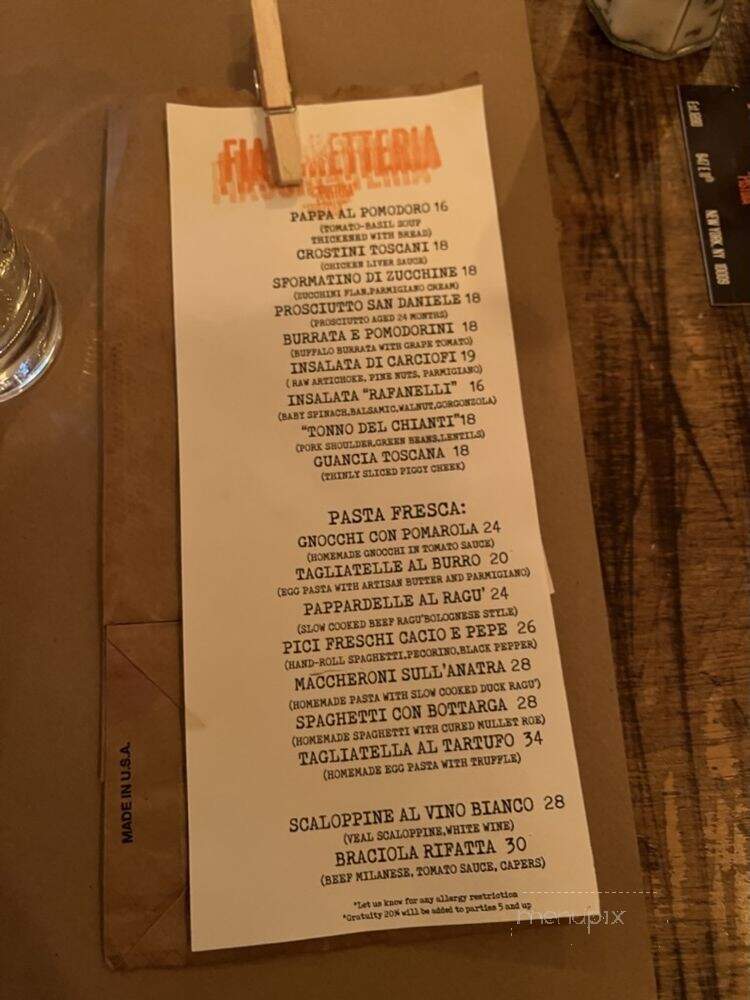 PAPPA AL POMODORO 16
(TOMATO-BASIL SOUP
THICKENED WITH BREAD)
CROSTINI TOSCANI 18
(CHICKEN LIVER SAUCE)
SFORMATINO DI ZUCCHINE 18
(ZUCCHINI FLAN,PARMIGIANO CREAM)
PROSCIUTTO SAN DANIELE 18
(PROSCIUTTO AGED 24 MONTHS)
BURRATA E POMODORINI 18
(BUFFALO BURRATA WITH GRAPE TOMATO)
INSALATA DI CARCIOFI 19
( RAW ARTICHOKE, PINE NUTS, PARMIGIANO)
INSALATA "RAFANELLI" 16
(BABY SPINACH,BALSAMIC,WALNUT,GORGONZOLA)
"TONNO DEL CHIANTI"18
(PORK SHOULDER,GREEN BEANS,LENTILS)
GUANCIA TOSCANA 18
(THINLY SLICED PIGGY CHEEK)
PASTA FRESCA:
GNOCCHI CON POMAROLA 24
(HOMEMADE GNOCCHI IN TOMATO SAUCE)
TAGLIATELLE AL BURRO 20
(EGG PASTA WITH ARTISAN BUTTER AND PARMIGIANO)
PAPPARDELLE AL RAGU' 24
(SLOW COOKED BEEF RAGU'BOLOGNESE STYLE)
PICI FRESCHI CACIO E PEPE 26
(HAND-ROLL SPAGHETTI,PECORINO,BLACK PEPPER)
MACCHERONI SULL'ANATRA 28
(HOMEMADE PASTA WITH SLOW COOKED DUCK RAGU')
SPAGHETTI CON BOTTARGA 28
(HOMEMADE SPAGHETTI WITH CURED MULLET ROE)
TAGLIATELLA AL TARTUFO 34
(HOMEMADE EGG PASTA WITH TRUFFLE)
SCALOPPINE AL VINO BIANCO 28
(VEAL SCALOPPINE,WHITE WINE)
BRACIOLA RIFATTA 30
(BEEF MILANESE, TOMATO SAUCE, CAPERS)
*Let us know for any allergy restriction
*Gratuity 20% will be added to parties 5 and up
MADE IN U.S.A.
NEW YORK, NY 10009
menupix